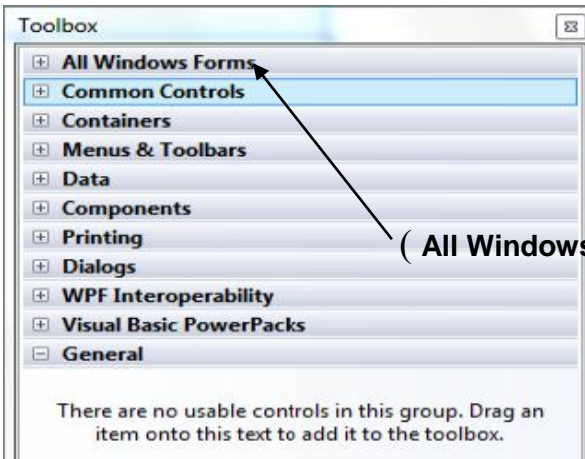 Toolbox
All Windows Forms
Common Controls
Containers
Menus & Toolbars
Data
Components
Printing
( All Windows
Dialogs
WPF Interoperability
Visual Basic PowerPacks
General
There are no usable controls in this group. Drag an
item onto this text to add it to the toolbox.